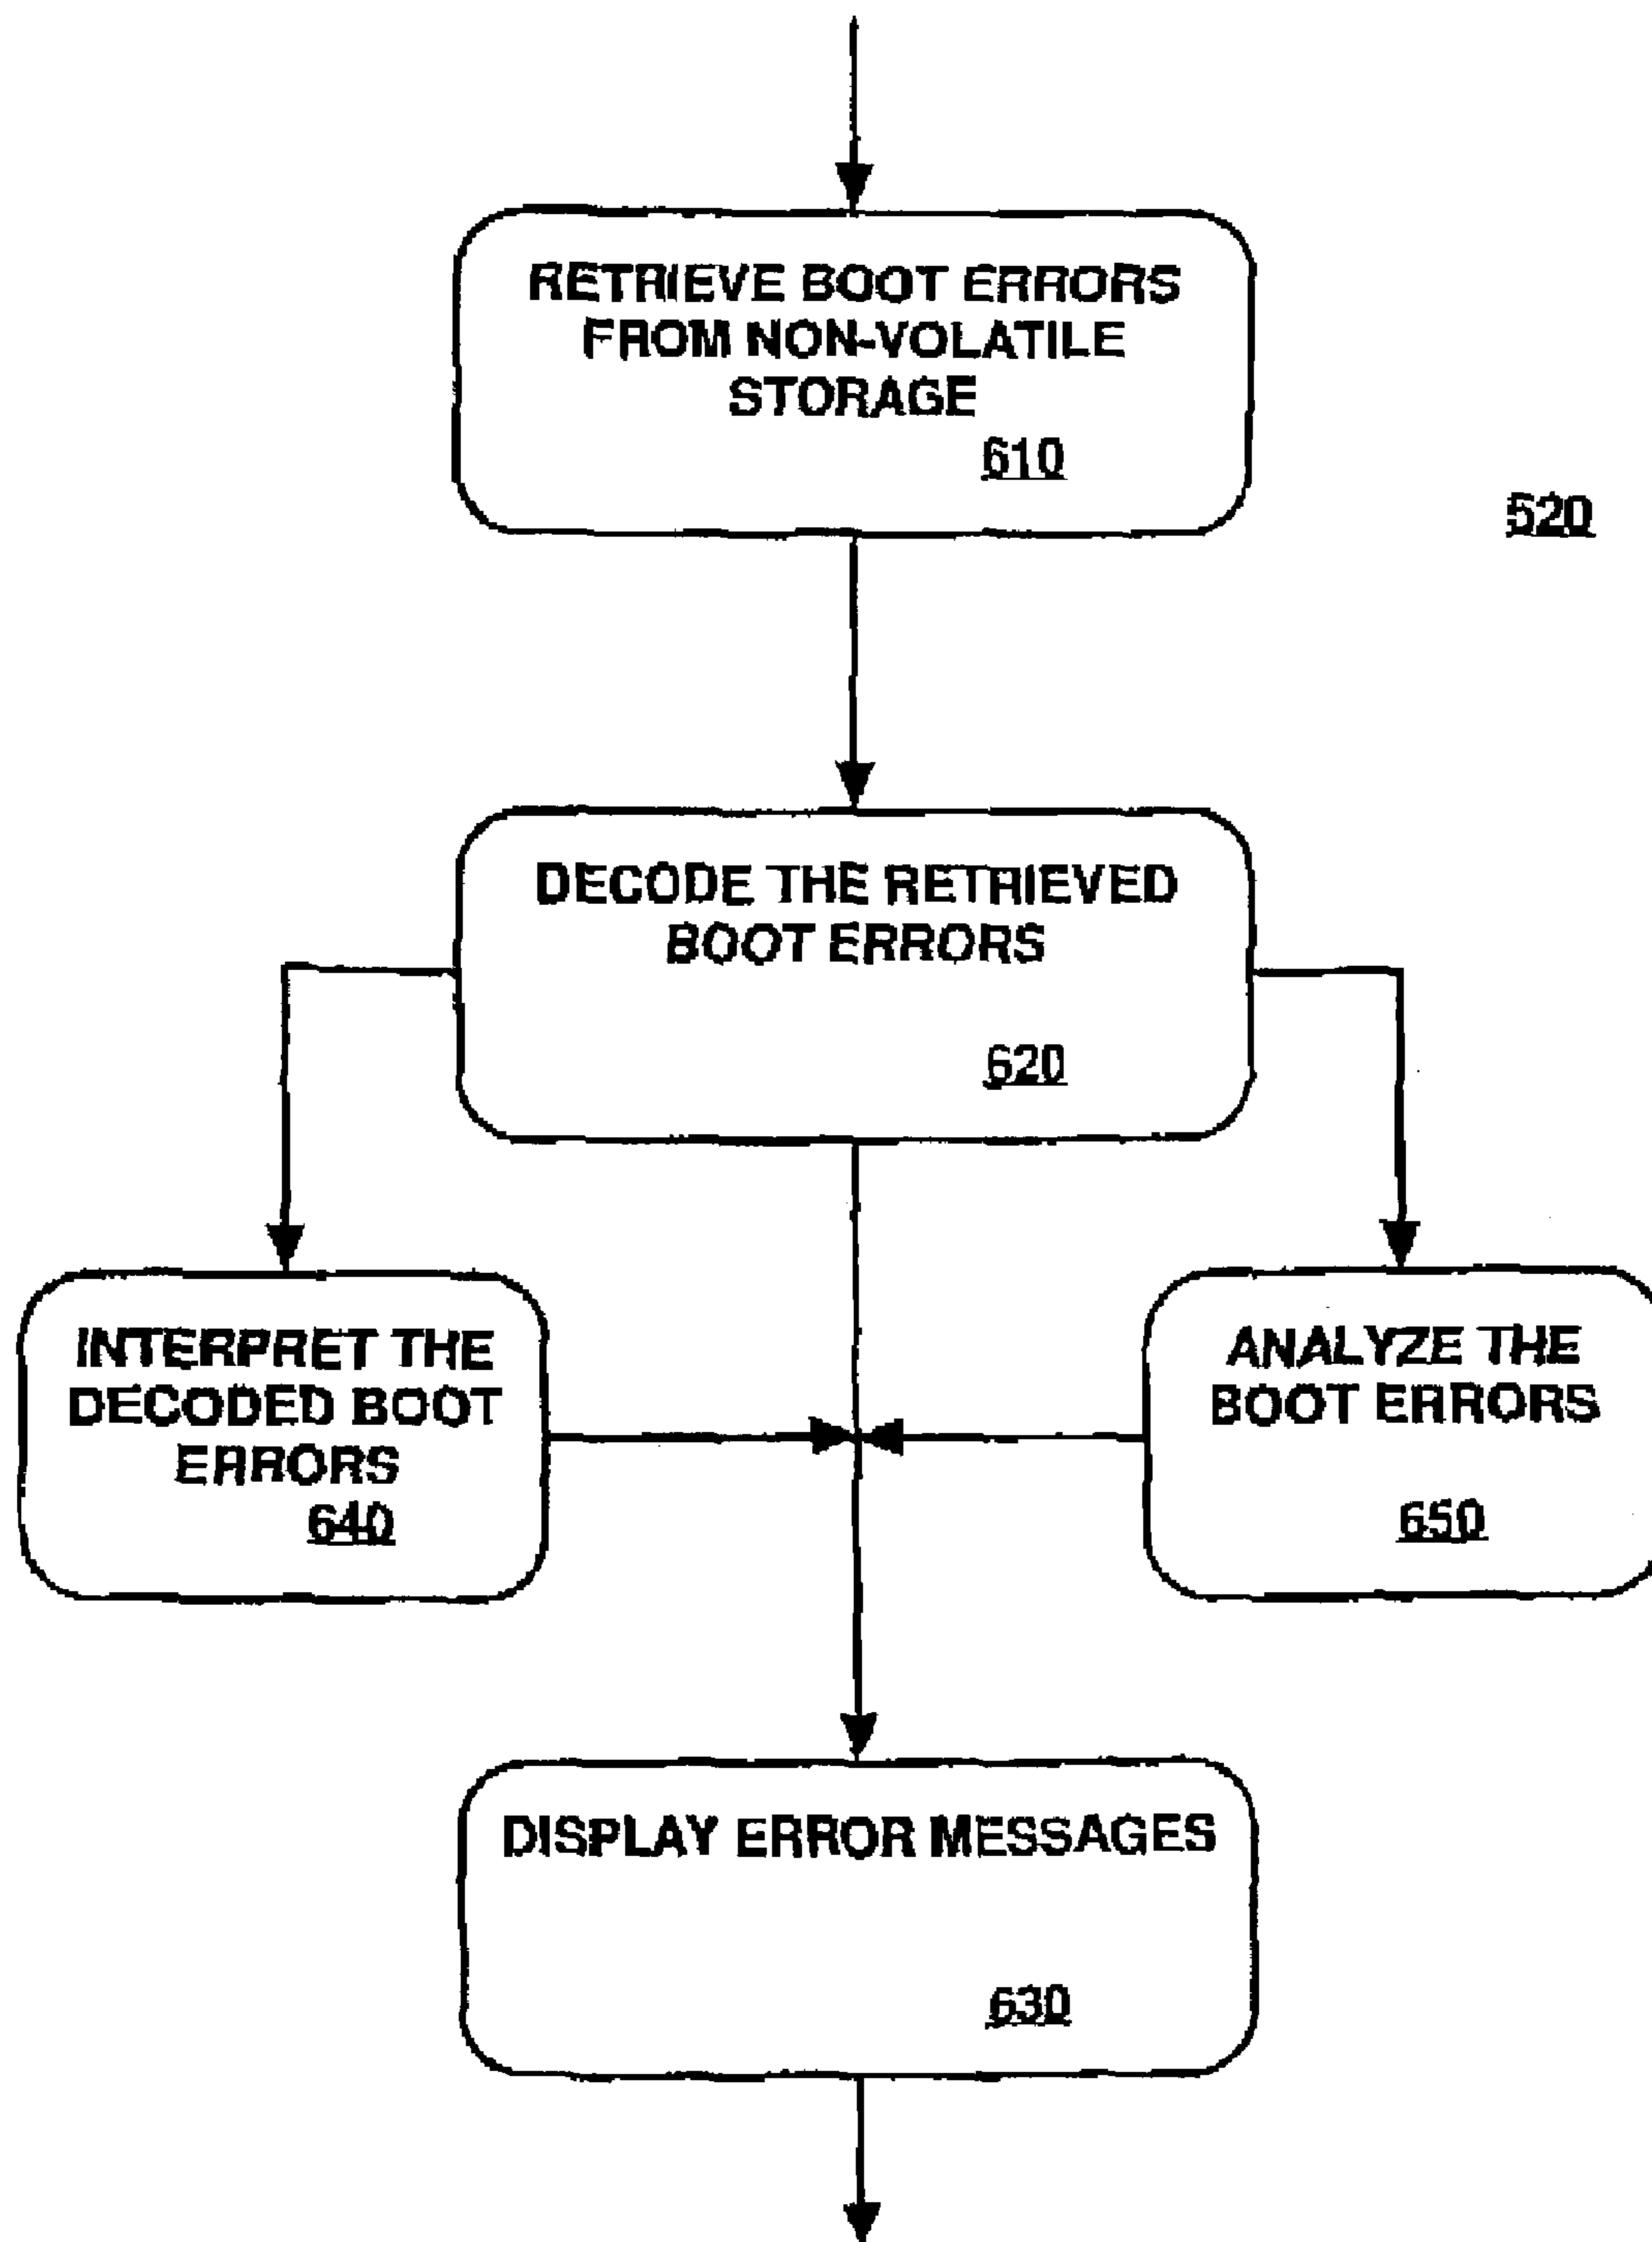 RETRIEVE BOOT ERRORS
FROM NON-VOLATILE
STORAGE
610
520
DECODE THE RETRIEVED
BOOT ERRORS
620
INTERPRET THE
DECODED BOOT
ERRORS
640
ANALYZE THE
BOOT ERRORS
650
DISPLAY ERROR MESSAGES
630